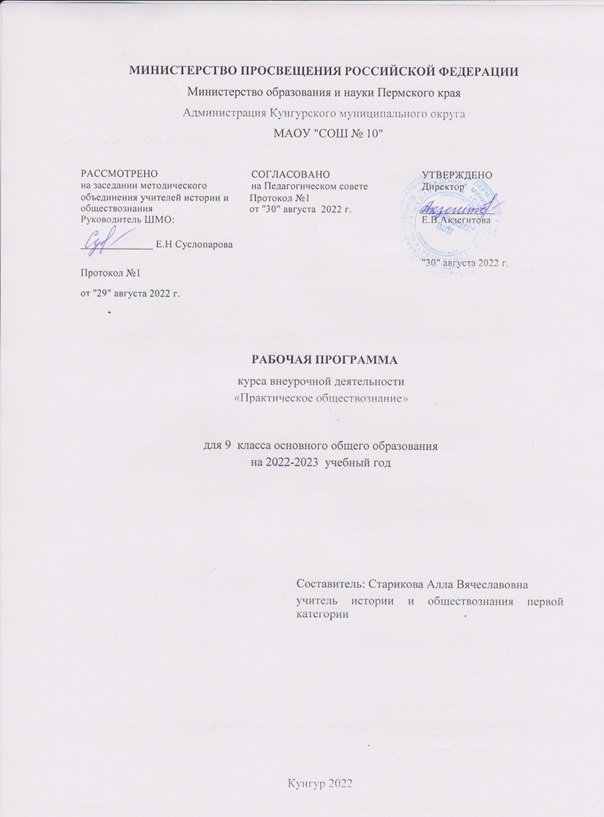 МИНИСТЕРСТВО ПРОСВЕЩЕНИЯ РОССИЙСКОЙ ФЕДЕРАЦИИ
Министерство образования и науки Пермского края
Администрация Кунгурского муниципального округа
МАОУ "СОШ № 10"
РАССМОТРЕНО
на заседании методического
объединения учителей истории и
обществознания
Руководитель ШМО:
______________ Е.Н Суслопарова
Протокол №1
от "29" августа 2022 г.
СОГЛАСОВАНО
на Педагогическом совете
Протокол №1
от "30" августа 2022 г.
УТВЕРЖДЕНО
Директор
______________
Е.В.Акзегитова
"30" августа 2022 г.
РАБОЧАЯ ПРОГРАММА
курса внеурочной деятельности
«Практическое обществознание»
для 9 класса основного общего образования
на 2022-2023 учебный год
Составитель: Старикова Алла Вячеславовна
учитель истории и обществознания первой
категории
Кунгур 2022